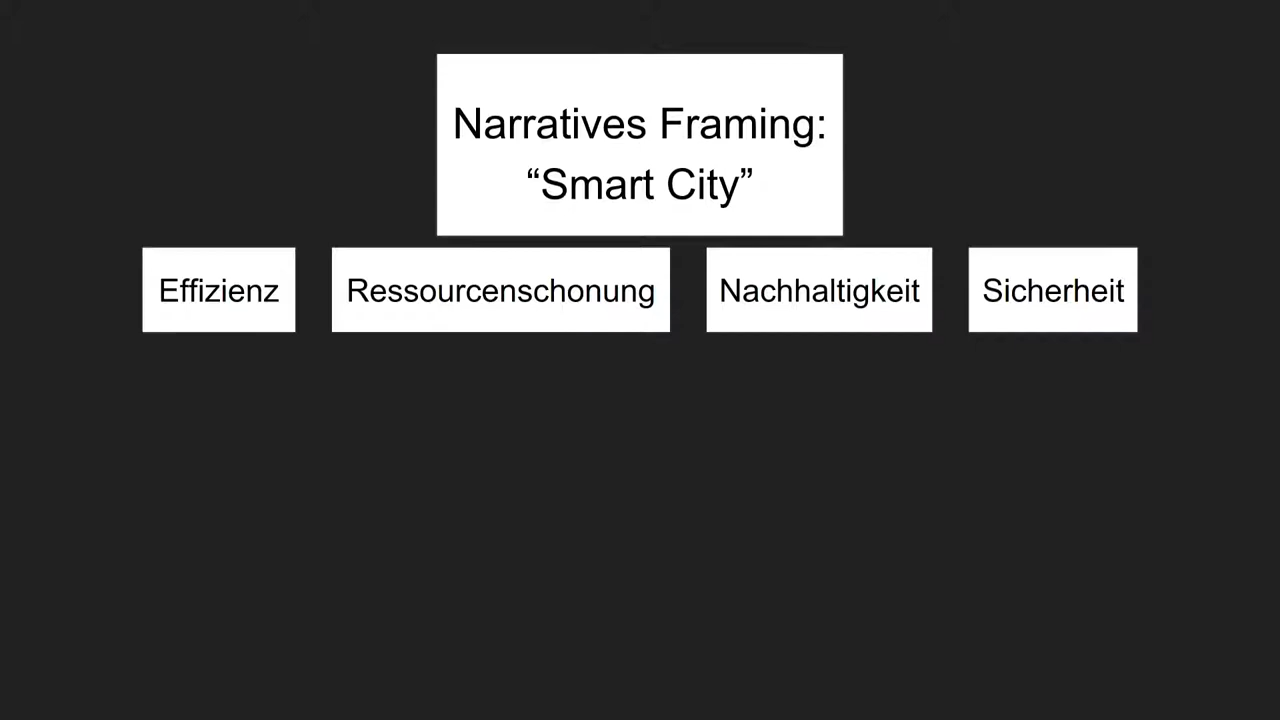 Narratives Framing:
“Smart City”
Effizienz
Ressourcenschonung
Nachhaltigkeit
Sicherheit